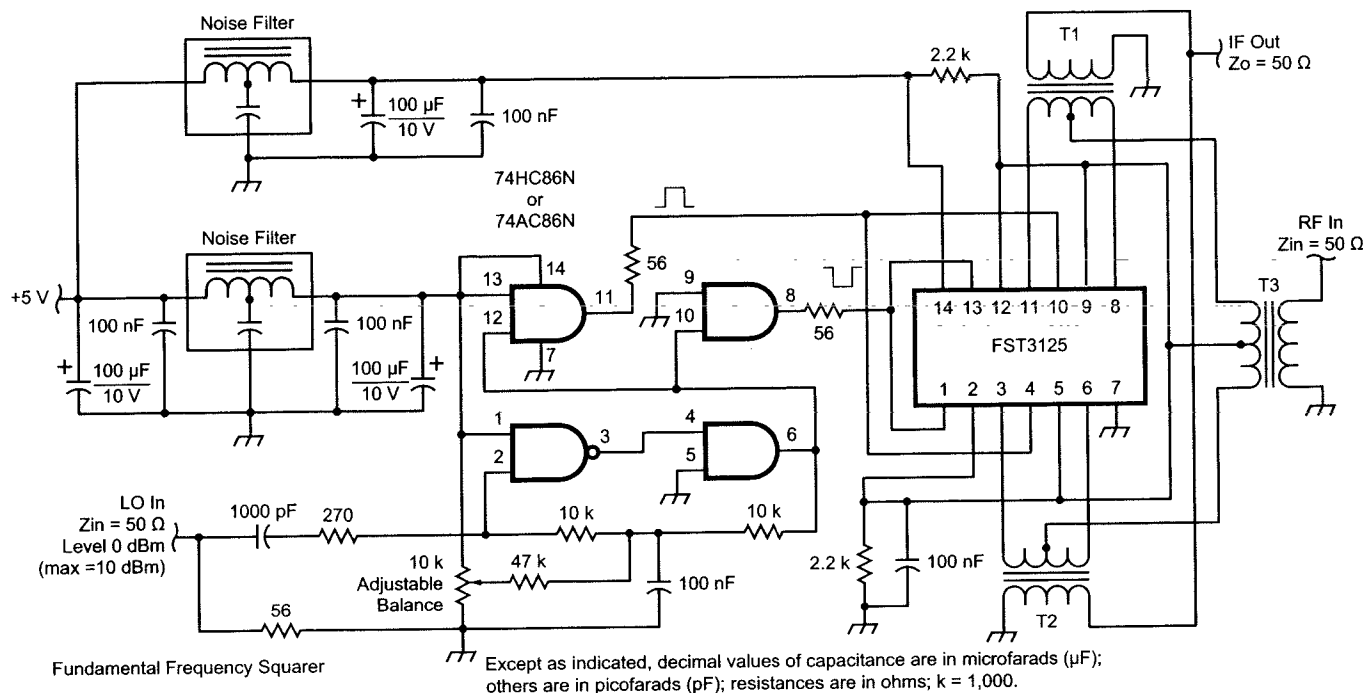 Noise Filter
T1
IF Out
Zo = 50 Ω
2.2 k
+
100 µF
10 V
100 nF
74HC86N
or
74AC86N
RF In
Zin = 50 Ω
Noise Filter
14
13
11
12
7
56
9
10
8
56
T3
+5 V
100 nF
100 nF
+
100 µF
10 V
100 µF
10 V
+
14 13 12 11 10 9 8
FST3125
1 2 3 4 5 6 7
1
2
3
4
5
6
LO In
Zin = 50 Ω
Level 0 dBm
(max =10 dBm)
1000 pF
270
10 k
10 k
10 k
Adjustable
Balance
47 k
100 nF
56
2.2 k
100 nF
T2
Fundamental Frequency Squarer
Except as indicated, decimal values of capacitance are in microfarads (µF);
others are in picofarads (pF); resistances are in ohms; k = 1,000.